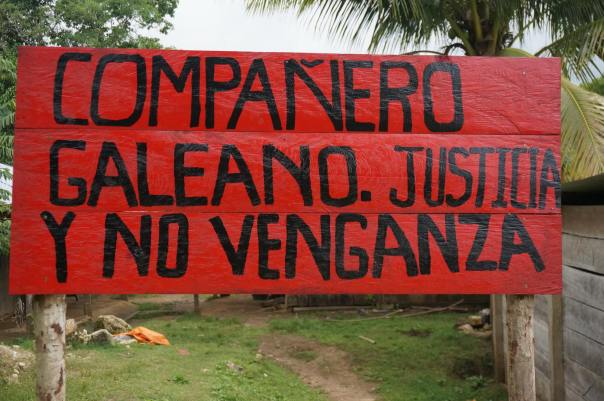 COMPAÑERO
GALEANO. JUSTICIA
Y NO VENGANZA